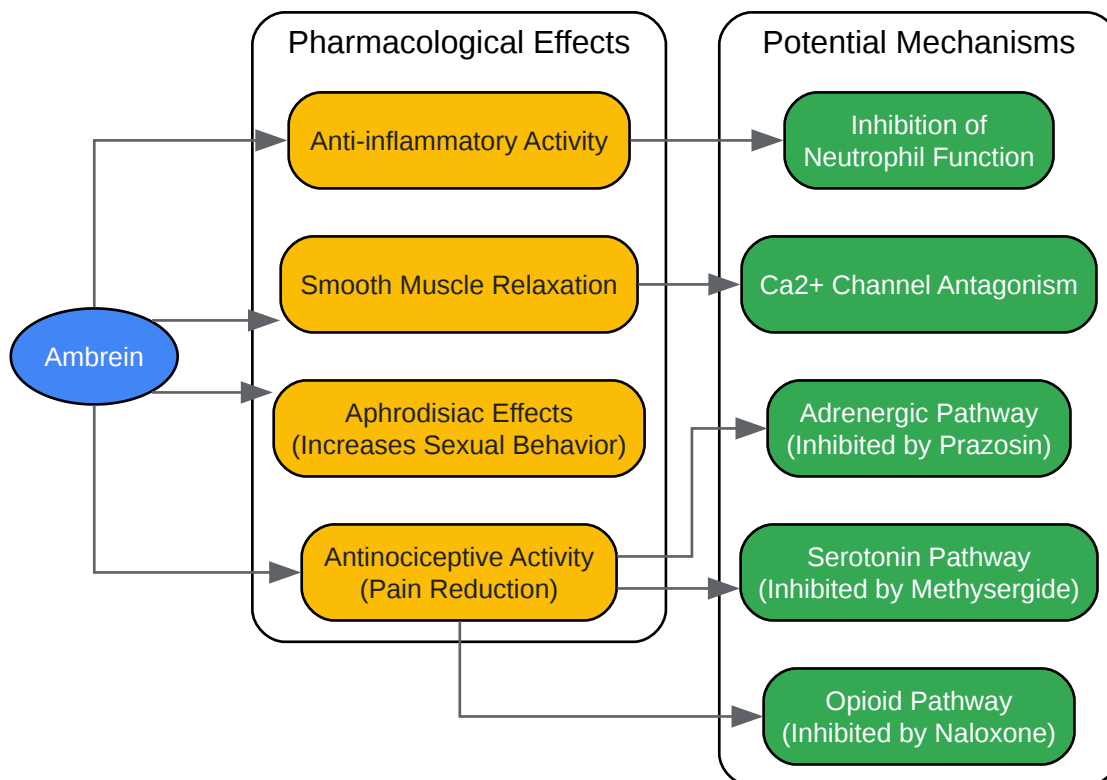 Pharmacological Effects
Potential Mechanisms
Anti-inflammatory Activity
Inhibition of
Neutrophil Function
Smooth Muscle Relaxation
Ca2+ Channel Antagonism
Ambrein
Aphrodisiac Effects
(Increases Sexual Behavior)
Adrenergic Pathway
(Inhibited by Prazosin)
Antinociceptive Activity
(Pain Reduction)
Serotonin Pathway
(Inhibited by Methysergide)
Opioid Pathway
(Inhibited by Naloxone)